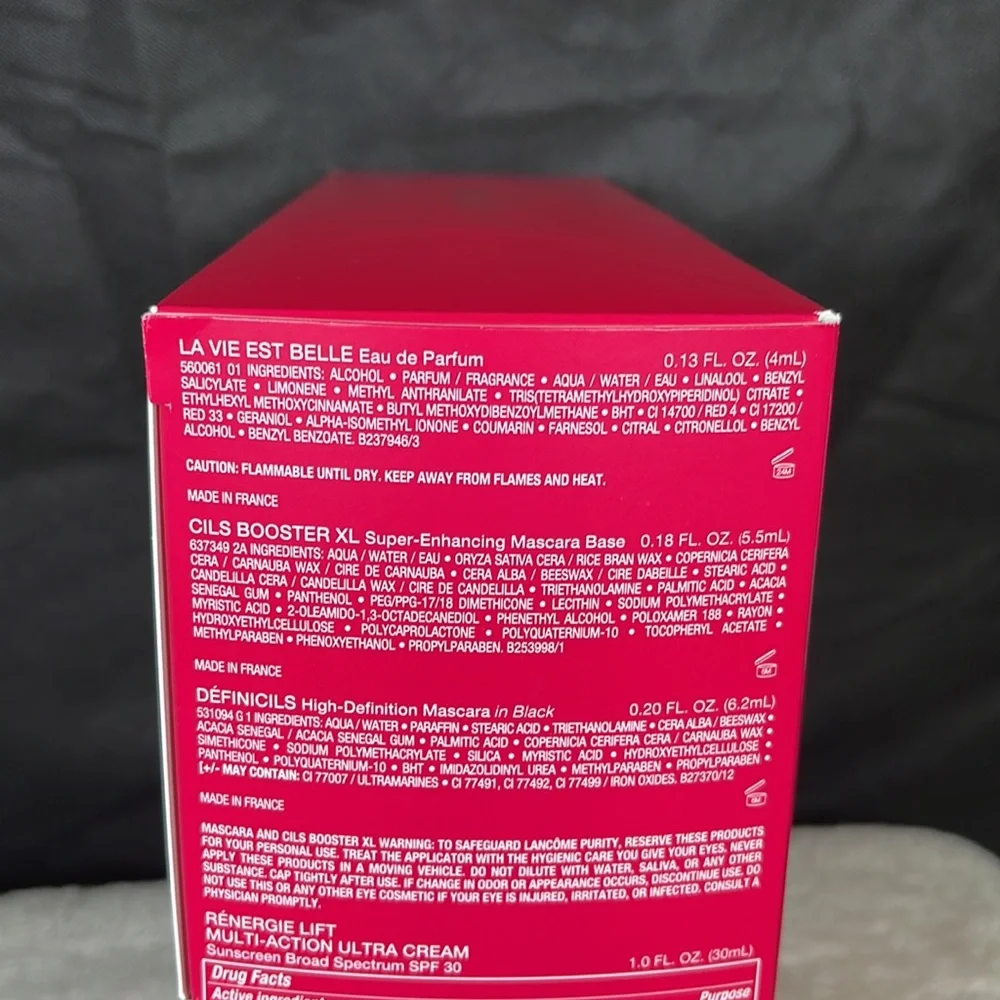 LA VIE EST BELLE Eau de Parfum 0.13 FL. OZ. (4mL)
560061 01 INGREDIENTS: ALCOHOL • PARFUM / FRAGRANCE • AQUA / WATER / EAU • LINALOOL • BENZYL
SALICYLATE • LIMONENE • METHYL ANTHRANILATE • TRIS(TETRAMETHYLHYDROXYPIPERIDINOL) CITRATE •
ETHYLHEXYL METHOXYCINNAMATE • BUTYL METHOXYDIBENZOYLMETHANE • BHT • CI 14700 / RED 4 • CI 17200 /
RED 33 • GERANIOL • ALPHA-ISOMETHYL IONONE • COUMARIN • FARNESOL • CITRAL • CITRONELLOL • BENZYL
ALCOHOL • BENZYL BENZOATE. B237946/3
24M
CAUTION: FLAMMABLE UNTIL DRY. KEEP AWAY FROM FLAMES AND HEAT.
MADE IN FRANCE
CILS BOOSTER XL Super-Enhancing Mascara Base 0.18 FL. OZ. (5.5mL)
637349 2A INGREDIENTS: AQUA / WATER / EAU • ORYZA SATIVA CERA / RICE BRAN WAX • COPERNICIA CERIFERA
CERA / CARNAUBA WAX / CIRE DE CARNAUBA • CERA ALBA / BEESWAX / CIRE DABEILLE • STEARIC ACID •
CANDELILLA CERA / CANDELILLA WAX / CIRE DE CANDELILLA • TRIETHANOLAMINE • PALMITIC ACID • ACACIA
SENEGAL GUM • PANTHENOL • PEG/PPG-17/18 DIMETHICONE • LECITHIN • SODIUM POLYMETHACRYLATE •
MYRISTIC ACID • 2-OLEAMIDO-1,3-OCTADECANEDIOL • PHENETHYL ALCOHOL • POLOXAMER 188 • RAYON •
HYDROXYETHYLCELLULOSE • POLYCAPROLACTONE • POLYQUATERNIUM-10 • TOCOPHERYL ACETATE •
METHYLPARABEN • PHENOXYETHANOL • PROPYLPARABEN. B253998/1
6M
MADE IN FRANCE
DÉFINICILS High-Definition Mascara in Black 0.20 FL. OZ. (6.2mL)
531094 G 1 INGREDIENTS: AQUA / WATER • PARAFFIN • STEARIC ACID • TRIETHANOLAMINE • CERA ALBA / BEESWAX •
ACACIA SENEGAL / ACACIA SENEGAL GUM • PALMITIC ACID • COPERNICIA CERIFERA CERA / CARNAUBA WAX •
SIMETHICONE • SODIUM POLYMETHACRYLATE • SILICA • MYRISTIC ACID • HYDROXYETHYLCELLULOSE •
PANTHENOL • POLYQUATERNIUM-10 • BHT • IMIDAZOLIDINYL UREA • METHYLPARABEN • PROPYLPARABEN •
[+/- MAY CONTAIN: CI 77007 / ULTRAMARINES • CI 77491, CI 77492, CI 77499 / IRON OXIDES. B27370/12
6M
MADE IN FRANCE
MASCARA AND CILS BOOSTER XL WARNING: TO SAFEGUARD LANCÔME PURITY, RESERVE THESE PRODUCTS
FOR YOUR PERSONAL USE. TREAT THE APPLICATOR WITH THE HYGIENIC CARE YOU GIVE YOUR EYES. NEVER
APPLY THESE PRODUCTS IN A MOVING VEHICLE. DO NOT DILUTE WITH WATER, SALIVA, OR ANY OTHER
SUBSTANCE. CAP TIGHTLY AFTER USE. IF CHANGE IN ODOR OR APPEARANCE OCCURS, DISCONTINUE USE. DO
NOT USE THIS OR ANY OTHER EYE COSMETIC IF YOUR EYE IS INJURED, IRRITATED, OR INFECTED. CONSULT A
PHYSICIAN PROMPTLY.
RÉNERGIE LIFT
MULTI-ACTION ULTRA CREAM
Sunscreen Broad Spectrum SPF 30 1.0 FL. OZ. (30mL)
Drug Facts
Active Purpose